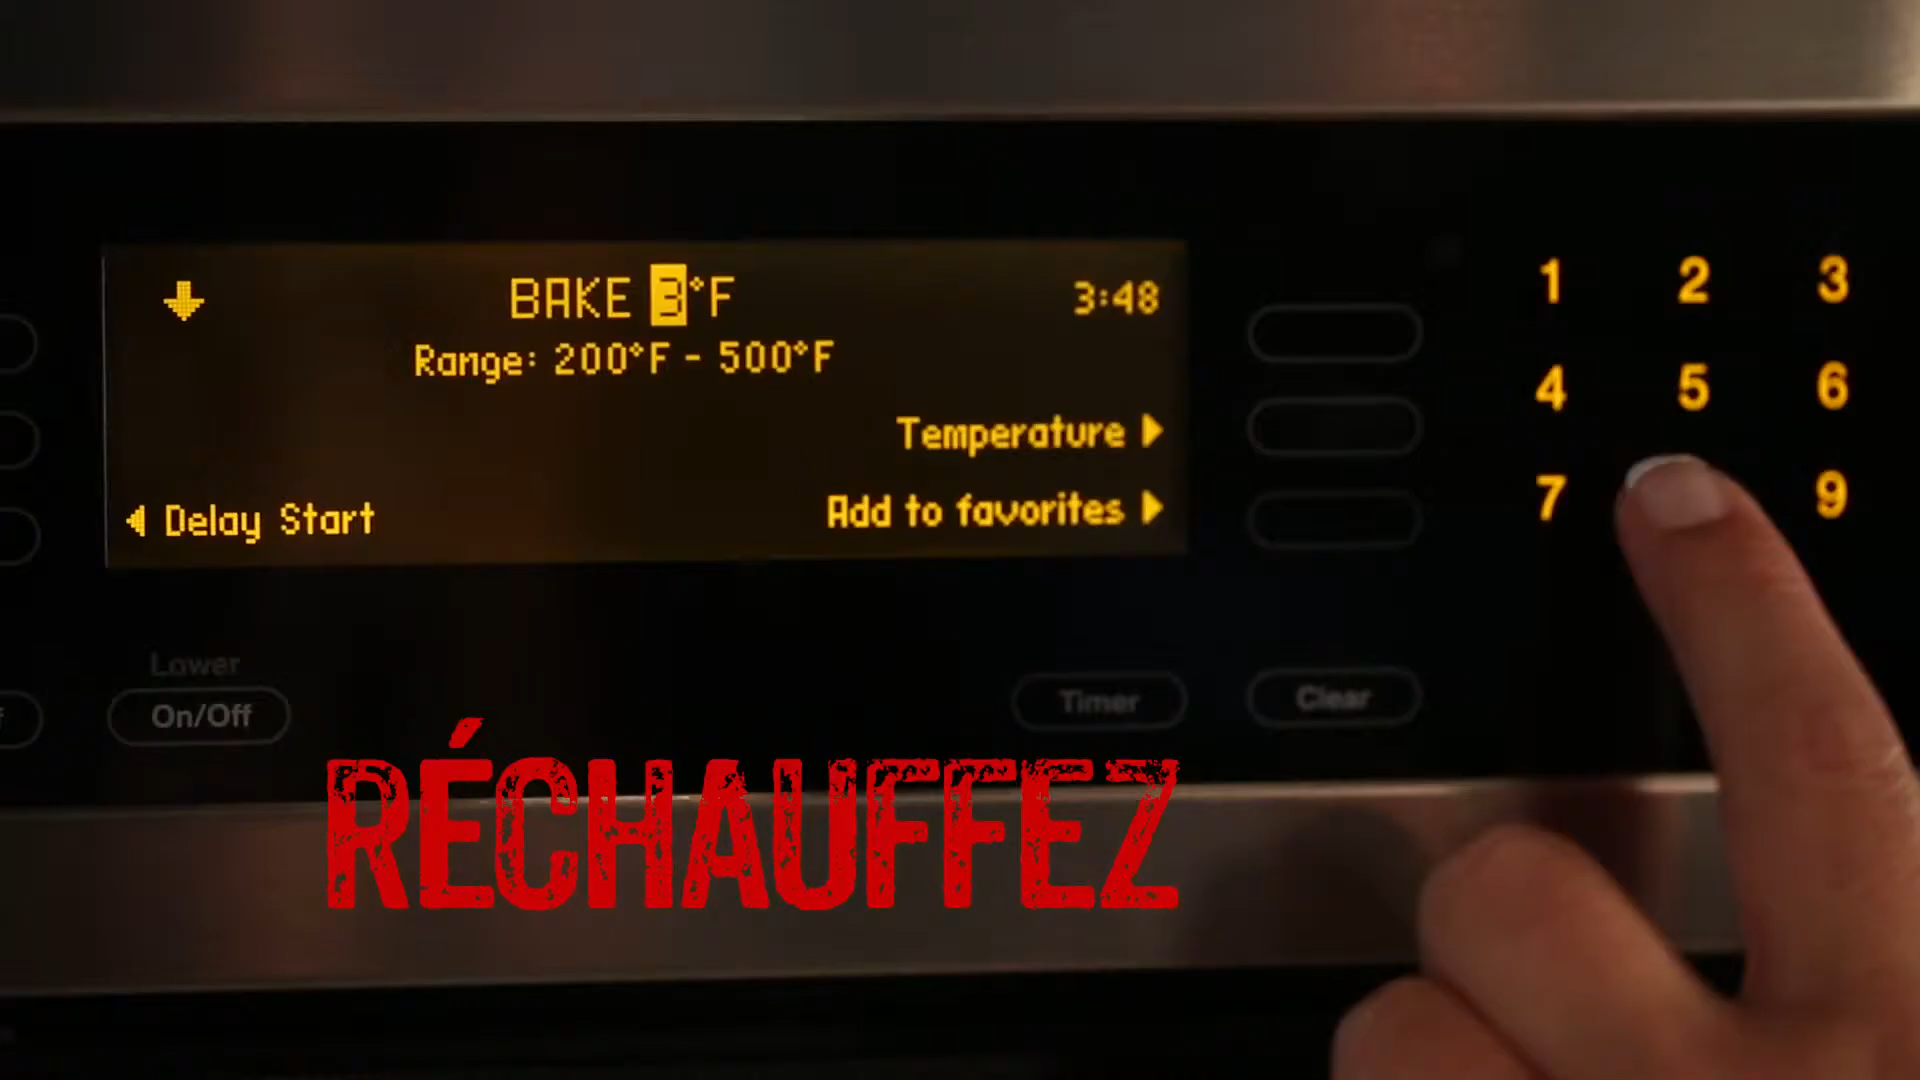 BAKE 3°F
3:48
Range: 200°F - 500°F
Temperature
Delay Start
Add to favorites
1 2 3
4 5 6
7 9
Lower
On/Off
Timer
Clear
RÉCHAUFFEZ